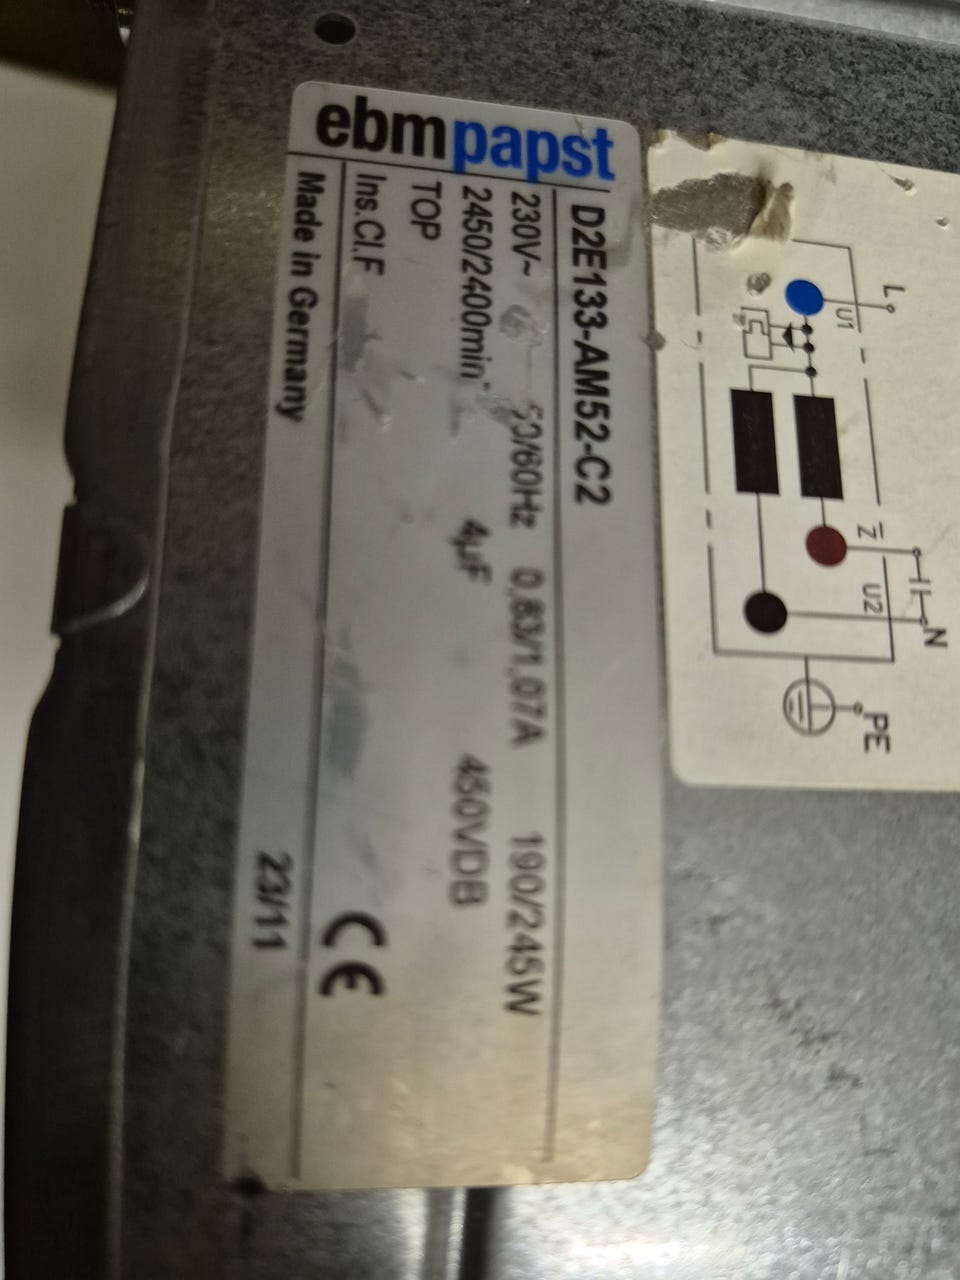 ebmpapst
D2E133-AM52-C2
230V~ 50/60Hz 0,83/1,07A 190/245W
2450/2400min⁻ 4µF 450VDB
TOP
Ins.Cl.F
Made in Germany 23/11
L
U1
Z
U2
N
PE